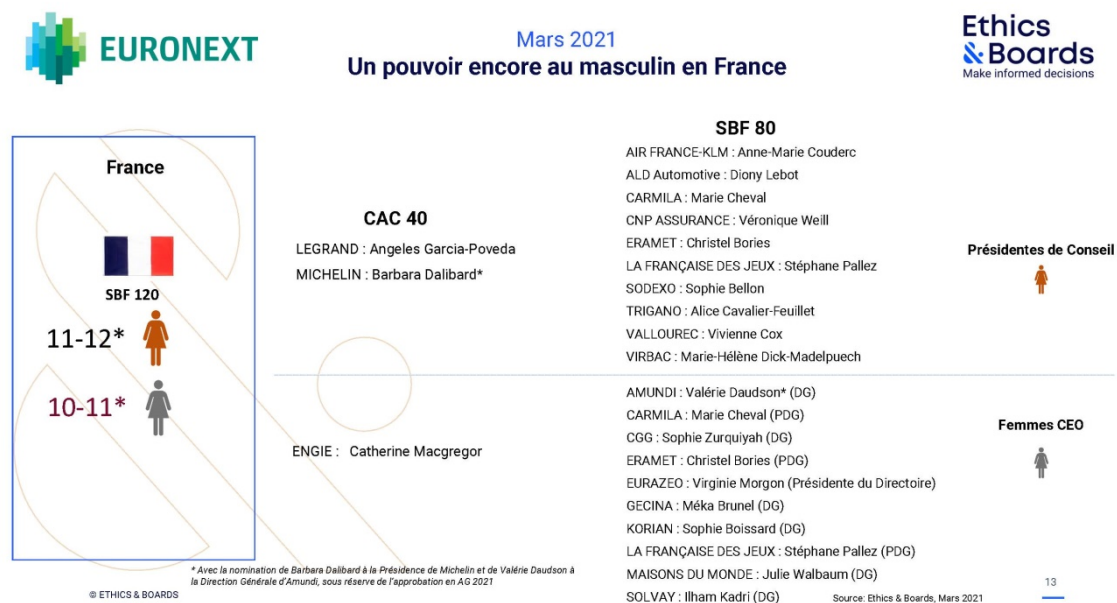 EURONEXT
Mars 2021
Un pouvoir encore au masculin en France
Ethics
& Boards
Make informed decisions
France
SBF 120
11-12*
10-11*
CAC 40
LEGRAND : Angeles Garcia-Poveda
MICHELIN : Barbara Dalibard*
SBF 80
AIR FRANCE-KLM : Anne-Marie Couderc
ALD Automotive : Diony Lebot
CARMILA : Marie Cheval
CNP ASSURANCE : Véronique Weill
ERAMET : Christel Bories
LA FRANÇAISE DES JEUX : Stéphane Pallez
SODEXO : Sophie Bellon
TRIGANO : Alice Cavalier-Feuillet
VALLOUREC : Vivienne Cox
VIRBAC : Marie-Hélène Dick-Madelpuech
Présidentes de Conseil
ENGIE : Catherine Macgregor
AMUNDI : Valérie Daudson* (DG)
CARMILA : Marie Cheval (PDG)
CGG : Sophie Zurquiyah (DG)
ERAMET : Christel Bories (PDG)
EURAZEO : Virginie Morgon (Présidente du Directoire)
GECINA : Méka Brunel (DG)
KORIAN : Sophie Boissard (DG)
LA FRANÇAISE DES JEUX : Stéphane Pallez (PDG)
MAISONS DU MONDE : Julie Walbaum (DG)
SOLVAY : Ilham Kadri (DG)
Femmes CEO
* Avec la nomination de Barbara Dalibard à la Présidence de Michelin et de Valérie Daudson à
la Direction Générale d'Amundi, sous réserve de l'approbation en AG 2021
© ETHICS & BOARDS
Source: Ethics & Boards, Mars 2021
13